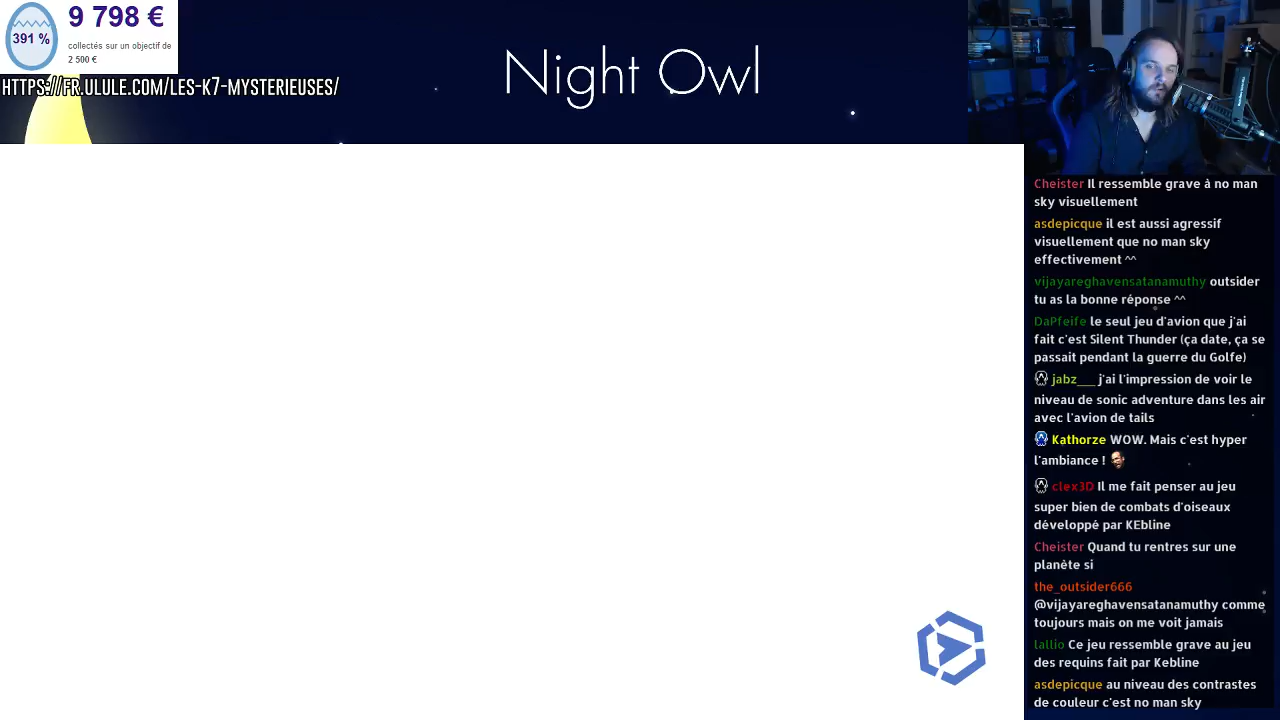 9 798 €
391 %
collectés sur un objectif de
2 500 €
HTTPS://FR.ULULE.COM/LES-K7-MYSTERIEUSES/
Night Owl
Cheister Il ressemble grave à no man
sky visuellement
asdepicque il est aussi agressif
visuellement que no man sky
effectivement ^^
vijayareghavensatanamuthy outsider
tu as la bonne réponse ^^
DaPfeife le seul jeu d'avion que j'ai
fait c'est Silent Thunder (ça date, ça se
passait pendant la guerre du Golfe)
jabz___ j'ai l'impression de voir le
niveau de sonic adventure dans les air
avec l'avion de tails
Kathorze WOW. Mais c'est hyper
l'ambiance !
clex3D Il me fait penser au jeu
super bien de combats d'oiseaux
développé par KEbline
Cheister Quand tu rentres sur une
planète si
the_outsider666
@vijayareghavensatanamuthy comme
toujours mais on me voit jamais
lallio Ce jeu ressemble grave au jeu
des requins fait par Kebline
asdepicque au niveau des contrastes
de couleur c'est no man sky